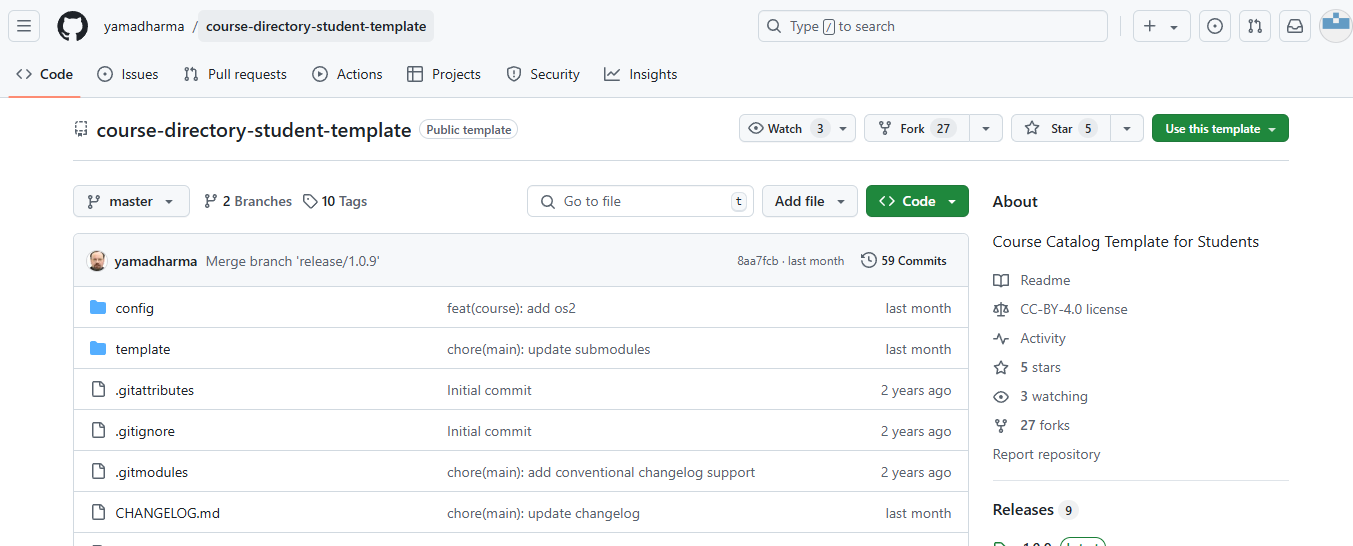 yamadharma / course-directory-student-template
Type / to search
Code Issues Pull requests Actions Projects Security Insights
course-directory-student-template Public template
Watch 3 Fork 27 Star 5 Use this template
master 2 Branches 10 Tags Go to file t Add file Code
yamadharma Merge branch 'release/1.0.9' 8aa7fcb · last month 59 Commits
config feat(course): add os2 last month
template chore(main): update submodules last month
.gitattributes Initial commit 2 years ago
.gitignore Initial commit 2 years ago
.gitmodules chore(main): add conventional changelog support 2 years ago
CHANGELOG.md chore(main): update changelog last month
About
Course Catalog Template for Students
Readme
CC-BY-4.0 license
Activity
5 stars
3 watching
27 forks
Report repository
Releases 9